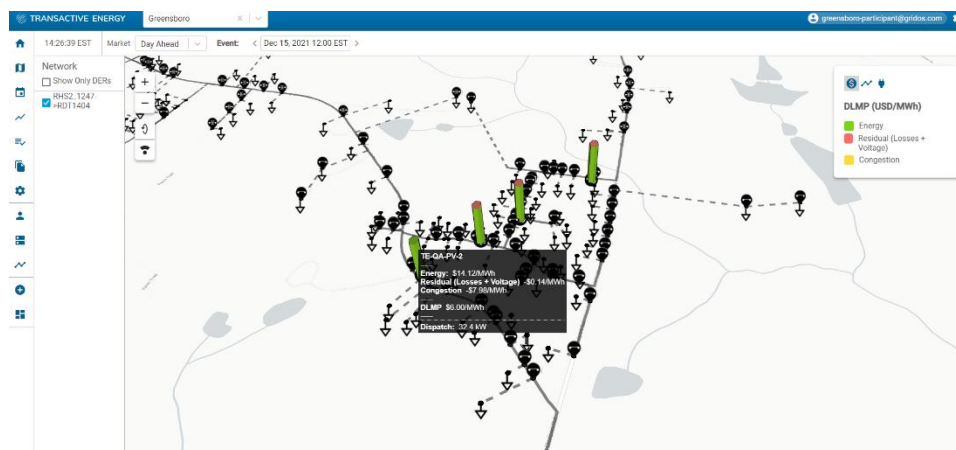 TRANSACTIVE ENERGY
Greensboro
greensboro-participant@gridos.com
14:26:39 EST
Market
Day Ahead
Event:
Dec 15, 2021 12:00 EST
Network
Show Only DERs
RHS2_1247-
>RDT1404
DLMP (USD/MWh)
Energy
Residual (Losses +
Voltage)
Congestion
TE-QA-PV-2
Energy: $14.12/MWh
Residual (Losses + Voltage) -$0.14/MWh
Congestion -$7.98/MWh
DLMP $6.00/MWh
Dispatch: 32.4 kW